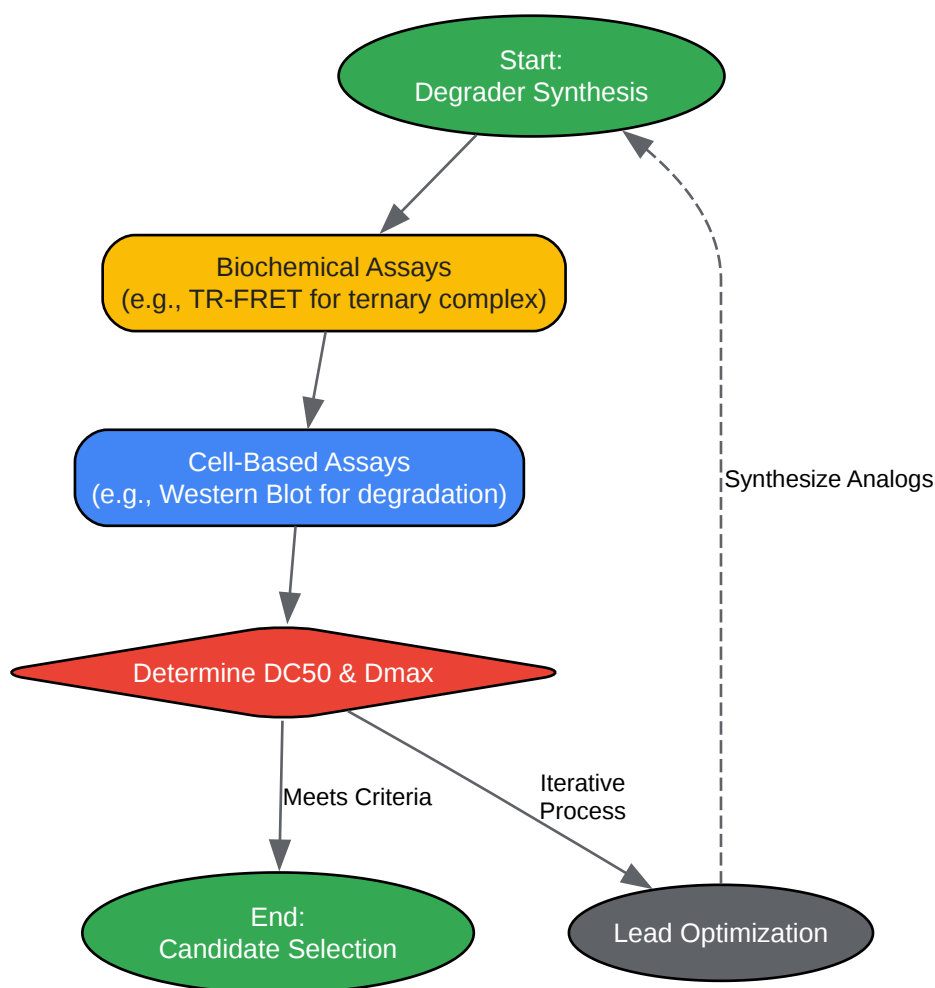 Start:
Degrader Synthesis
Biochemical Assays
(e.g., TR-FRET for ternary complex)
Cell-Based Assays
(e.g., Western Blot for degradation)
Synthesize Analogs
Determine DC50 & Dmax
Meets Criteria
Iterative
Process
End:
Candidate Selection
Lead Optimization